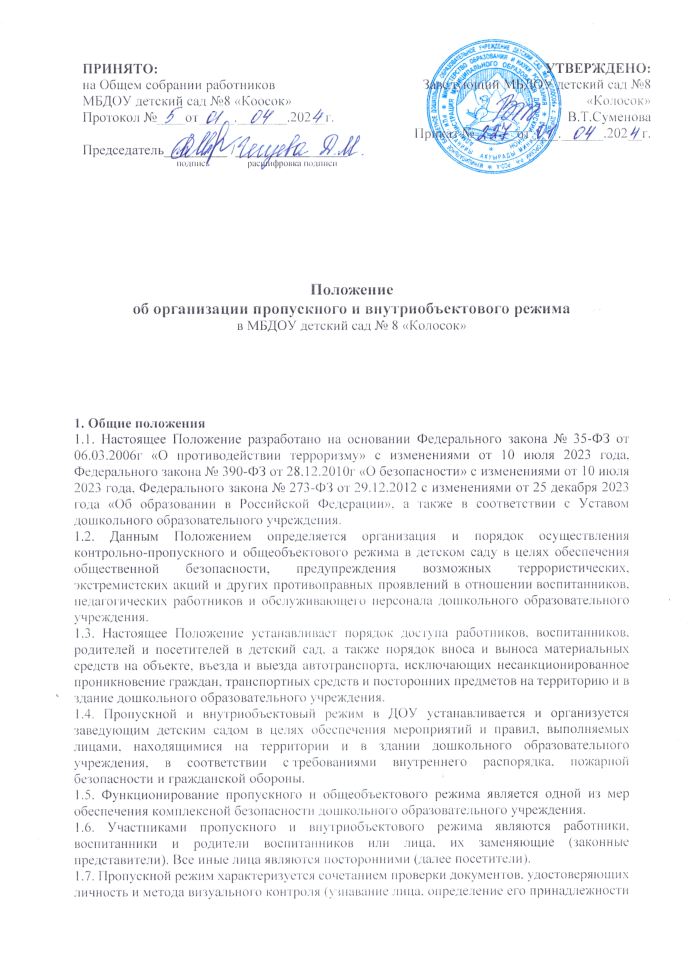 ПРИНЯТО:
на Общем собрании работников
МБДОУ детский сад №8 «Коосок»
Протокол № 5 от 01. 04 .2024 г.
Председатель
подпись расшифровка подписи
УТВЕРЖДЕНО:
Заведующий МБДОУ детский сад №8
«Колосок»
В.Т.Суменова
Приказ № 227 от 01. 04 .2024 г.
Положение
об организации пропускного и внутриобъектового режима
в МБДОУ детский сад № 8 «Колосок»
1. Общие положения
1.1. Настоящее Положение разработано на основании Федерального закона № 35-ФЗ от
06.03.2006г «О противодействии терроризму» с изменениями от 10 июля 2023 года,
Федерального закона № 390-ФЗ от 28.12.2010г «О безопасности» с изменениями от 10 июля
2023 года, Федерального закона № 273-ФЗ от 29.12.2012 с изменениями от 25 декабря 2023
года «Об образовании в Российской Федерации», а также в соответствии с Уставом
дошкольного образовательного учреждения.
1.2. Данным Положением определяется организация и порядок осуществления
контрольно-пропускного и общеобъектового режима в детском саду в целях обеспечения
общественной безопасности, предупреждения возможных террористических,
экстремистских акций и других противоправных проявлений в отношении воспитанников,
педагогических работников и обслуживающего персонала дошкольного образовательного
учреждения.
1.3. Настоящее Положение устанавливает порядок доступа работников, воспитанников,
родителей и посетителей в детский сад, а также порядок вноса и выноса материальных
средств на объекте, въезда и выезда автотранспорта, исключающих несанкционированное
проникновение граждан, транспортных средств и посторонних предметов на территорию и в
здание дошкольного образовательного учреждения.
1.4. Пропускной и внутриобъектовый режим в ДОУ устанавливается и организуется
заведующим детским садом в целях обеспечения мероприятий и правил, выполняемых
лицами, находящимися на территории и в здании дошкольного образовательного
учреждения, в соответствии с требованиями внутреннего распорядка, пожарной
безопасности и гражданской обороны.
1.5. Функционирование пропускного и общеобъектового режима является одной из мер
обеспечения комплексной безопасности дошкольного образовательного учреждения.
1.6. Участниками пропускного и внутриобъектового режима являются работники,
воспитанники и родители воспитанников или лица, их заменяющие (законные
представители). Все иные лица являются посторонними (далее посетители).
1.7. Пропускной режим характеризуется сочетанием проверки документов, удостоверяющих
личность и метода визуального контроля (узнавание лица, определение его принадлежности